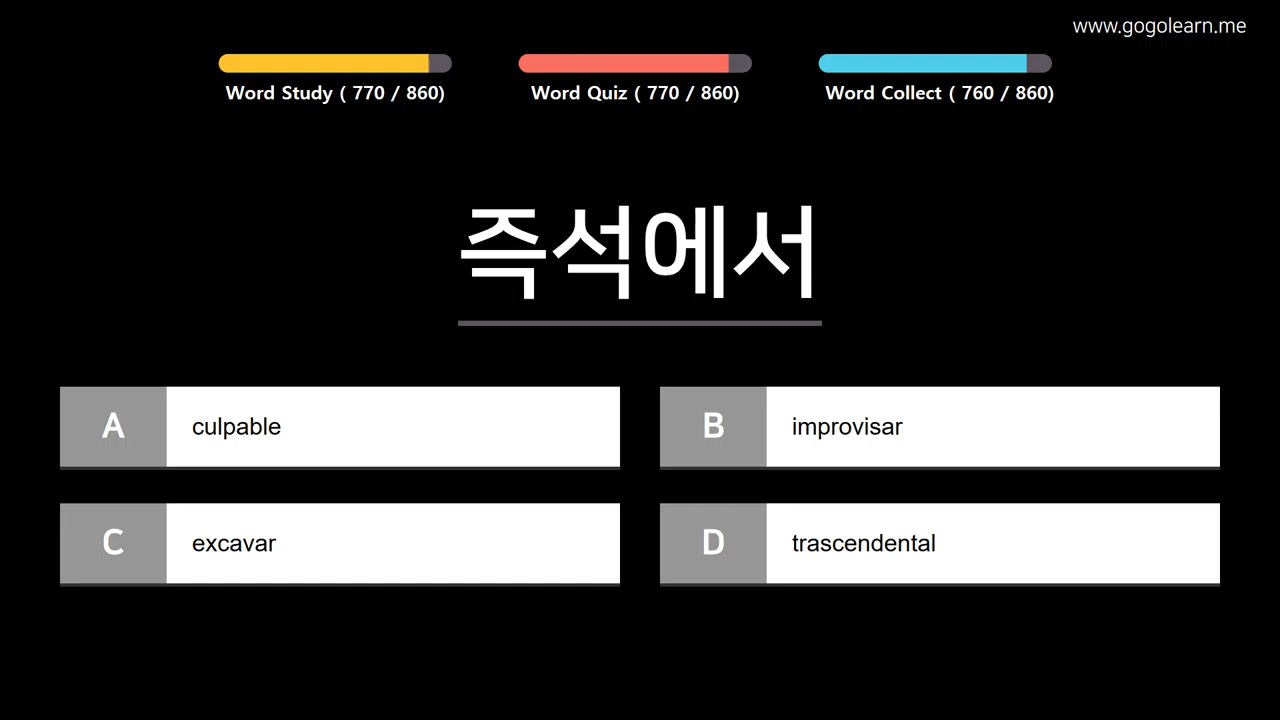 www.gogolearn.me
Word Study ( 770 / 860)
Word Quiz ( 770 / 860)
Word Collect ( 760 / 860)
즉석에서
A culpable
B improvisar
C excavar
D trascendental